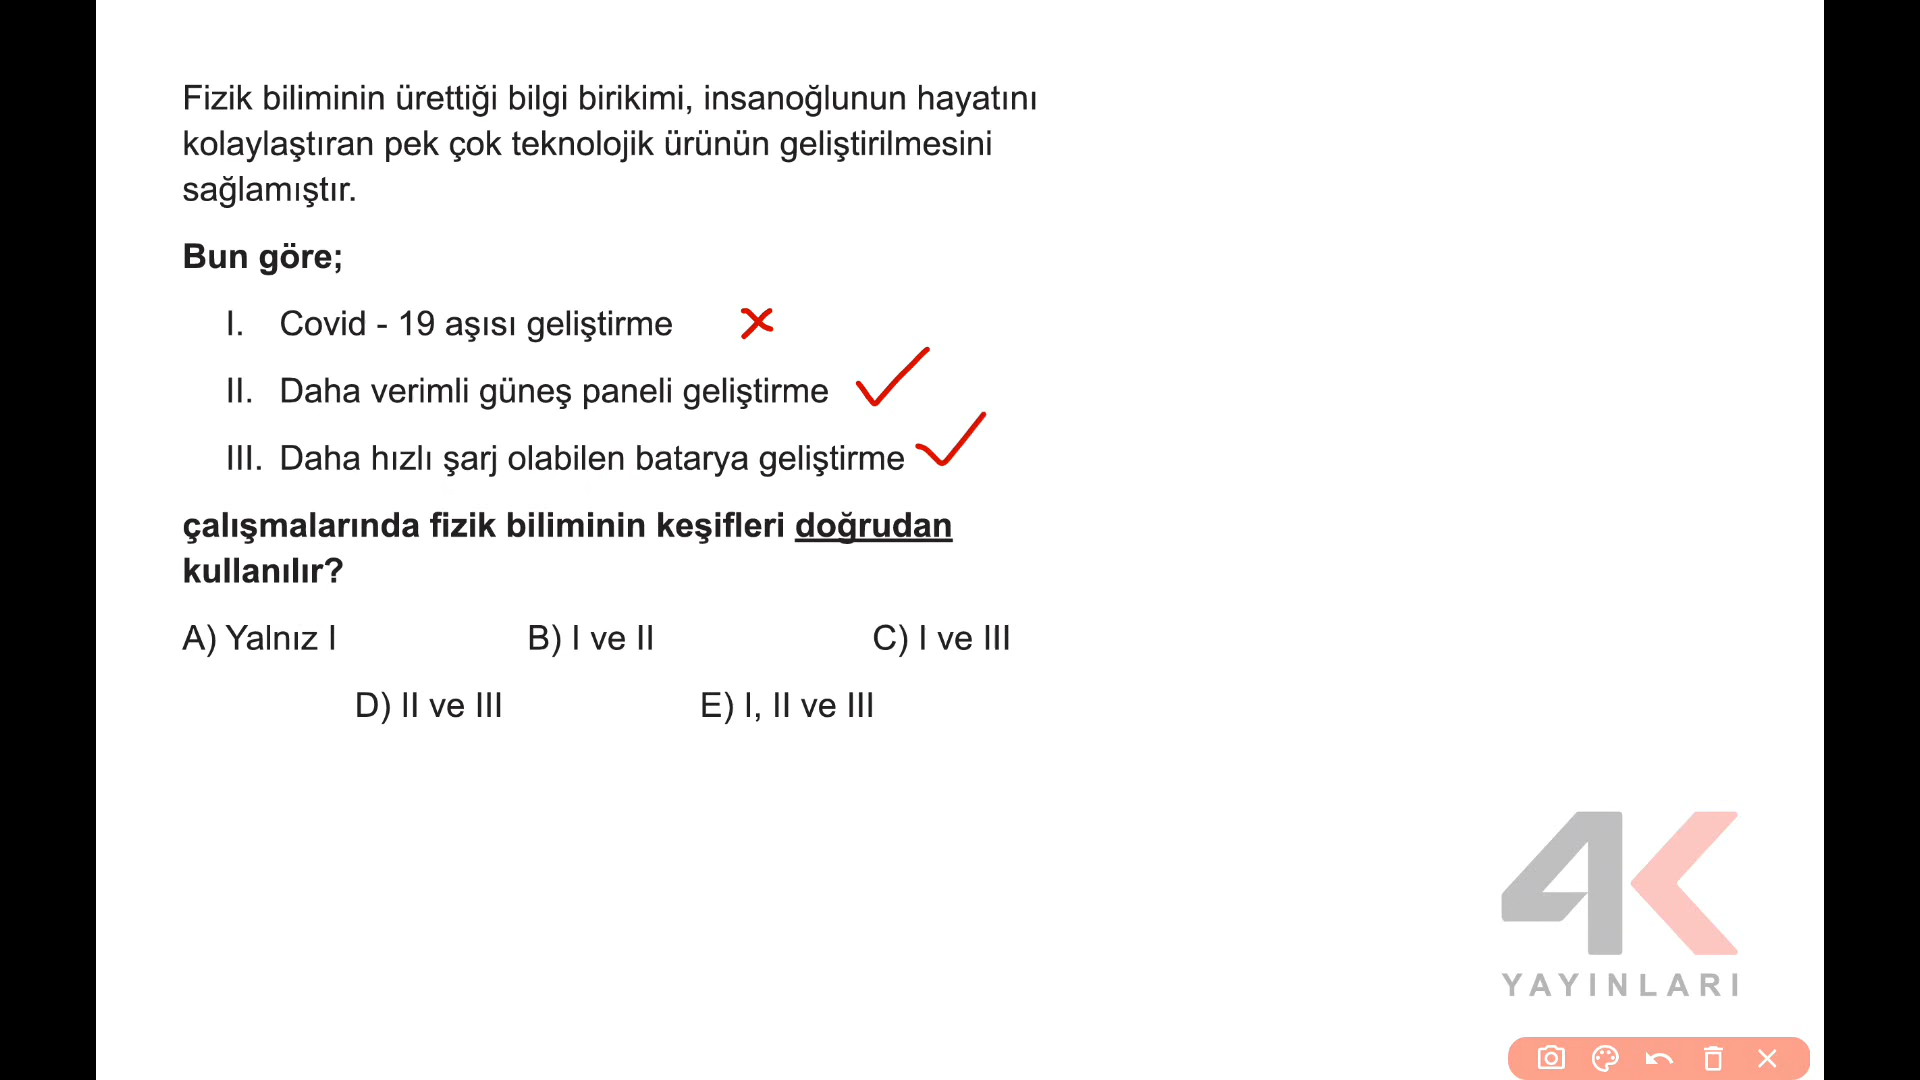 Fizik biliminin ürettiği bilgi birikimi, insanoğlunun hayatını
kolaylaştıran pek çok teknolojik ürünün geliştirilmesini
sağlamıştır.
Bun göre;
I. Covid - 19 aşısı geliştirme
II. Daha verimli güneş paneli geliştirme
III. Daha hızlı şarj olabilen batarya geliştirme
çalışmalarında fizik biliminin keşifleri doğrudan
kullanılır?
A) Yalnız I B) I ve II C) I ve III
D) II ve III E) I, II ve III
4K
YAYINLARI